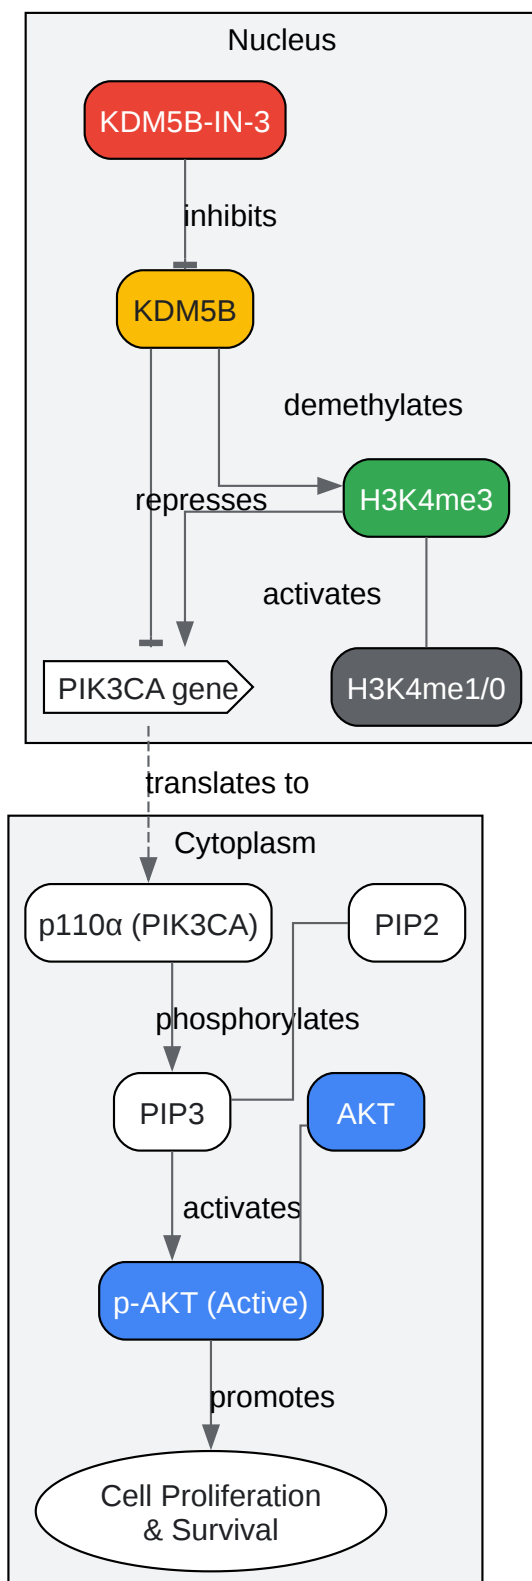 Nucleus
KDM5B-IN-3
inhibits
KDM5B
demethylates
H3K4me3
represses
activates
PIK3CA gene
H3K4me1/0
translates to
Cytoplasm
p110α (PIK3CA)
PIP2
phosphorylates
PIP3
AKT
activates
p-AKT (Active)
promotes
Cell Proliferation
& Survival